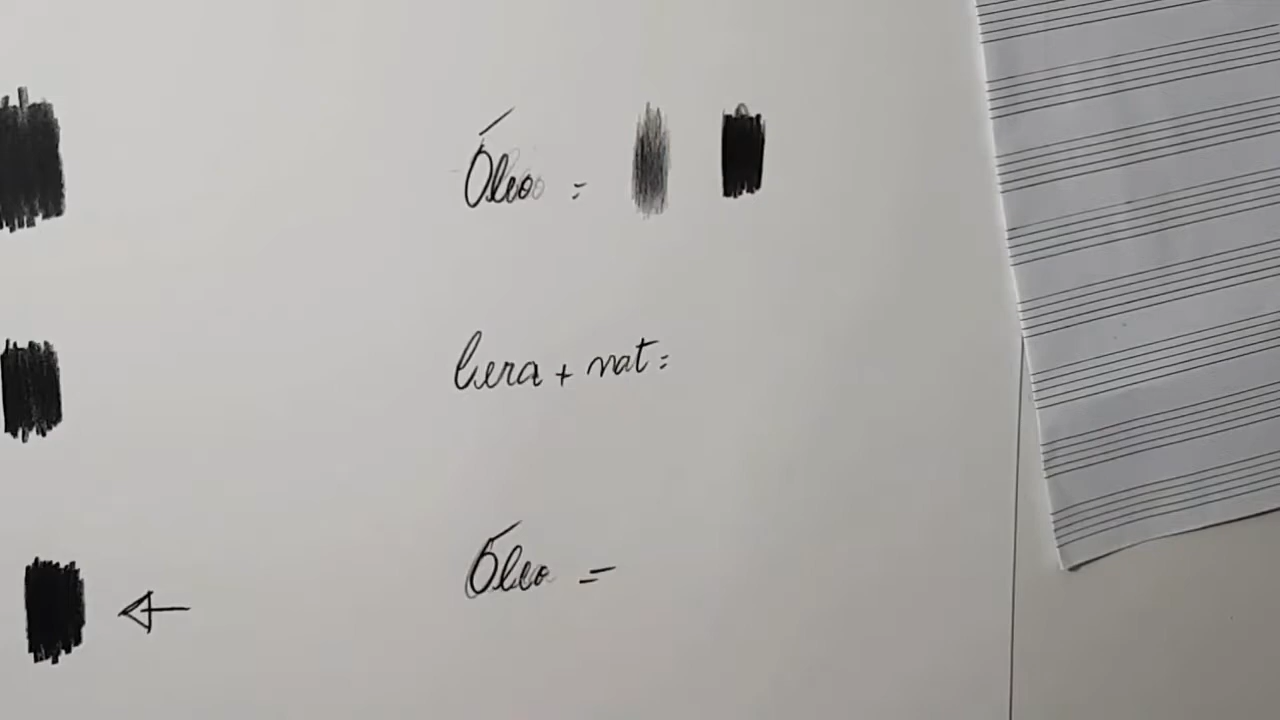 Óleo =
Cera + nat =
Óleo =